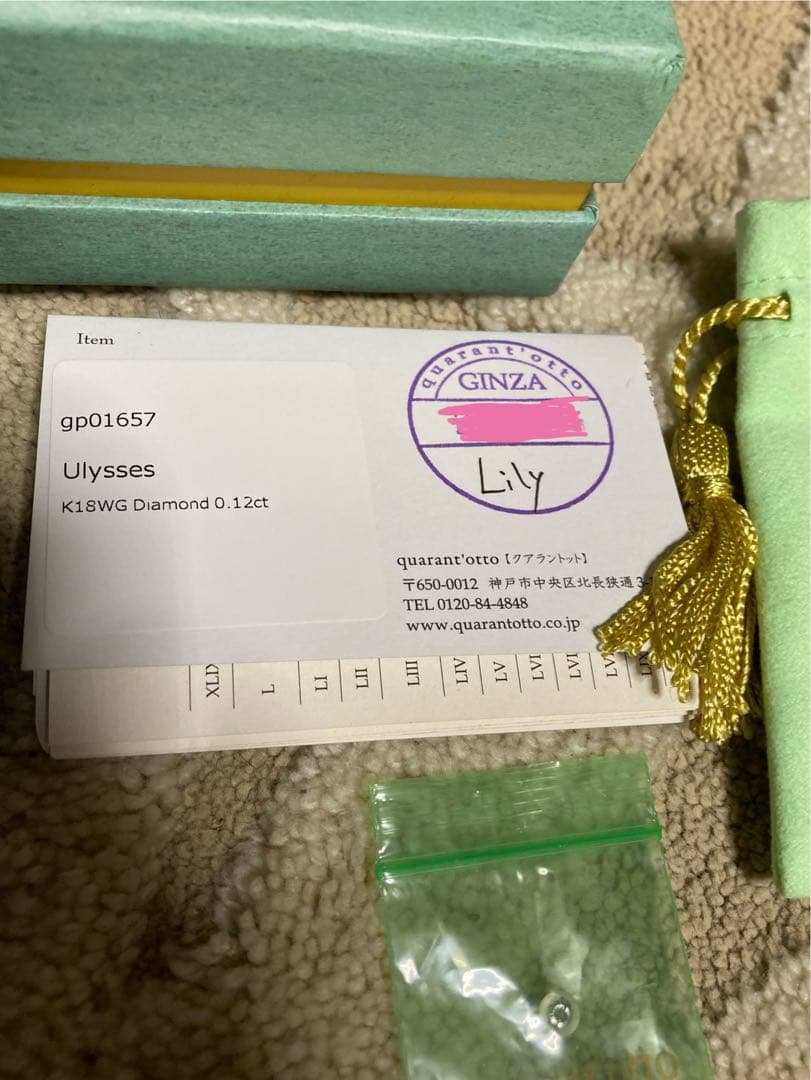 Item
gp01657
Ulysses
K18WG Diamond 0.12ct
quarant'otto
GINZA
Lily
quarant'otto【クアラントット】
〒650-0012 神戸市中央区北長狭通3-
TEL 0120-84-4848
www.quarantotto.co.jp
XLIX L LI LII LIII LIV LV LVI